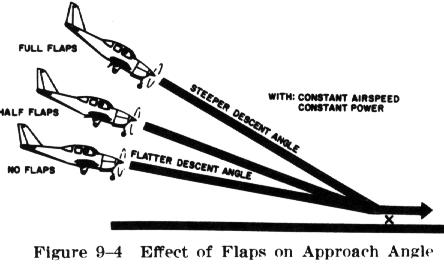 FULL FLAPS
STEEPER DESCENT ANGLE
WITH: CONSTANT AIRSPEED
CONSTANT POWER
HALF FLAPS
FLATTER DESCENT ANGLE
NO FLAPS
X
Figure 9-4 Effect of Flaps on Approach Angle